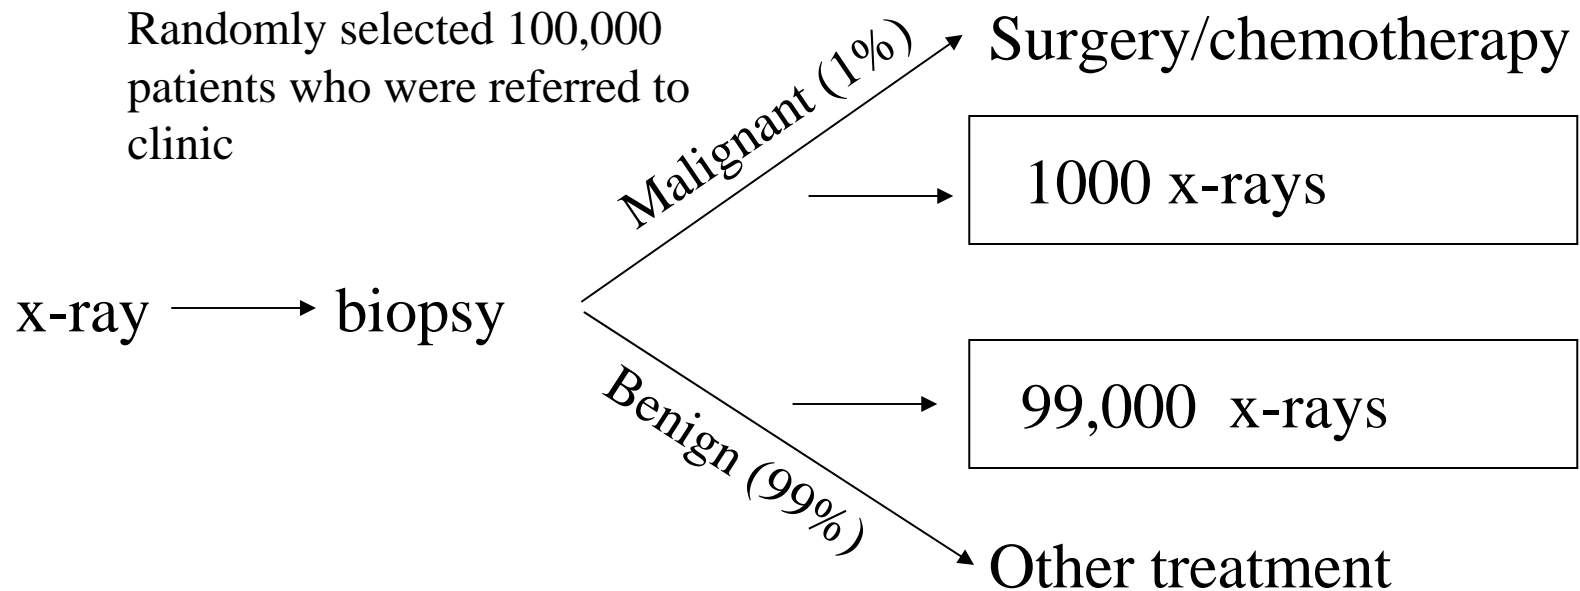 Randomly selected 100,000
patients who were referred to
clinic
Malignant (1%)
Surgery/chemotherapy
1000 x-rays
x-ray
biopsy
99,000 x-rays
Benign (99%)
Other treatment